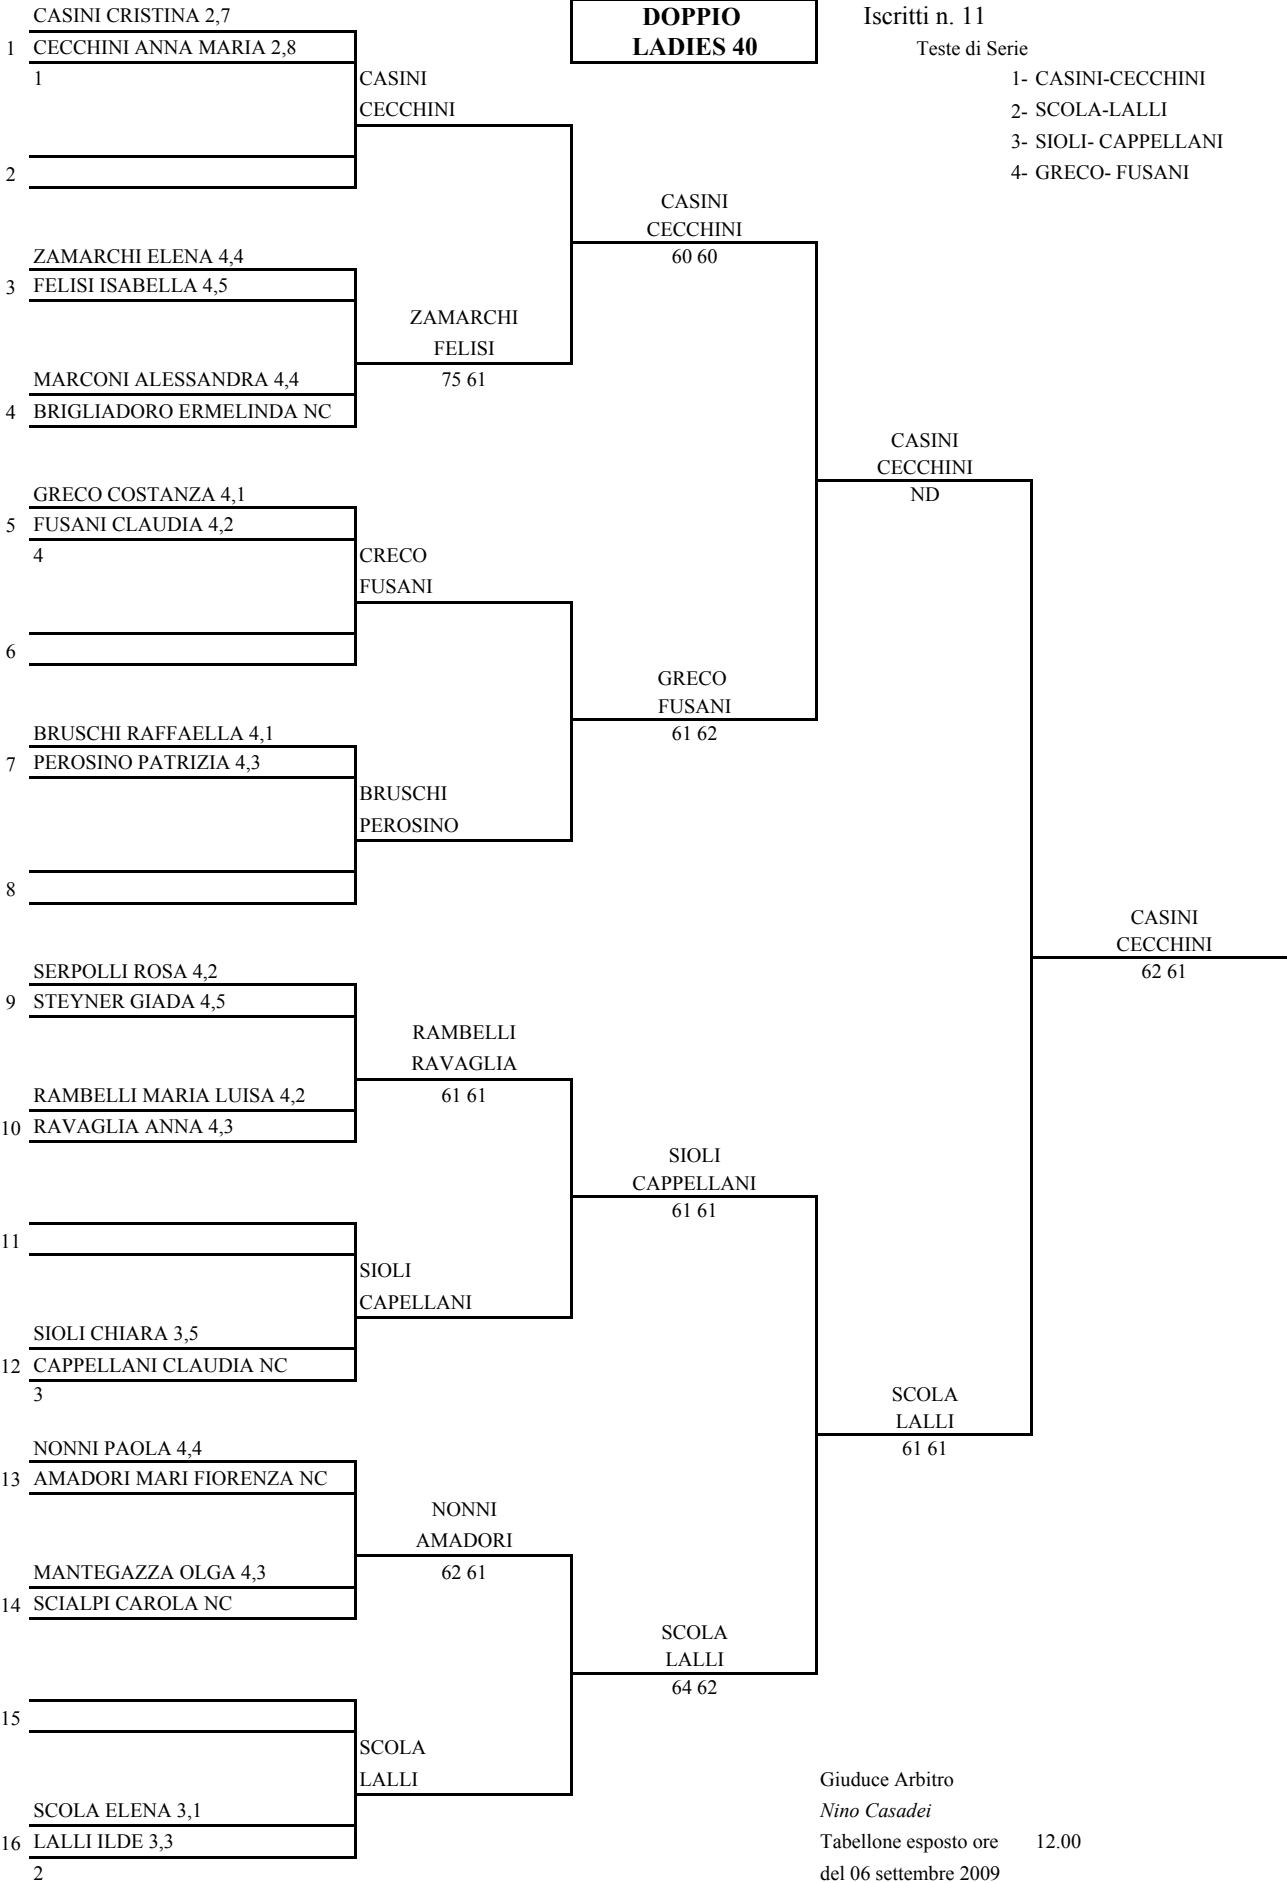 DOPPIO
LADIES 40
Iscritti n. 11
Teste di Serie
1- CASINI-CECCHINI
2- SCOLA-LALLI
3- SIOLI- CAPPELLANI
4- GRECO- FUSANI
CASINI CRISTINA 2,7
1 CECCHINI ANNA MARIA 2,8
1
2
ZAMARCHI ELENA 4,4
3 FELISI ISABELLA 4,5
MARCONI ALESSANDRA 4,4
4 BRIGLIADORO ERMELINDA NC
GRECO COSTANZA 4,1
5 FUSANI CLAUDIA 4,2
4
6
BRUSCHI RAFFAELLA 4,1
7 PEROSINO PATRIZIA 4,3
8
SERPOLLI ROSA 4,2
9 STEYNER GIADA 4,5
RAMBELLI MARIA LUISA 4,2
10 RAVAGLIA ANNA 4,3
11
SIOLI CHIARA 3,5
12 CAPPELLANI CLAUDIA NC
3
NONNI PAOLA 4,4
13 AMADORI MARI FIORENZA NC
MANTEGAZZA OLGA 4,3
14 SCIALPI CAROLA NC
15
SCOLA ELENA 3,1
16 LALLI ILDE 3,3
2
CASINI
CECCHINI
ZAMARCHI
FELISI
75 61
CRECO
FUSANI
BRUSCHI
PEROSINO
RAMBELLI
RAVAGLIA
61 61
SIOLI
CAPELLANI
NONNI
AMADORI
62 61
SCOLA
LALLI
CASINI
CECCHINI
60 60
GRECO
FUSANI
61 62
SIOLI
CAPPELLANI
61 61
SCOLA
LALLI
64 62
CASINI
CECCHINI
ND
SCOLA
LALLI
61 61
CASINI
CECCHINI
62 61
Giuduce Arbitro
Nino Casadei
Tabellone esposto ore 12.00
del 06 settembre 2009